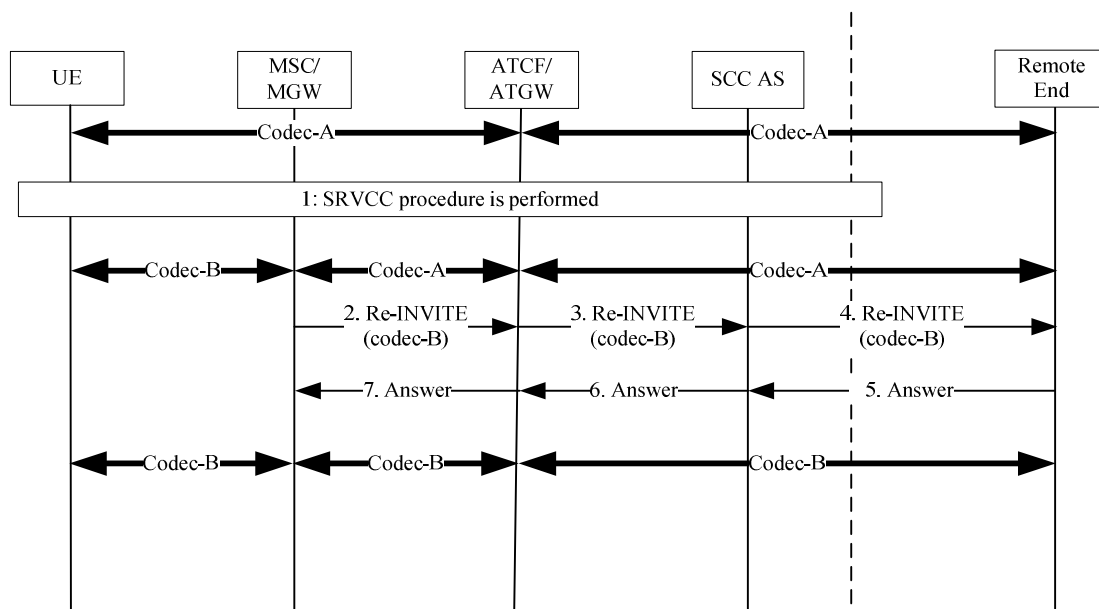 UE
MSC/
MGW
ATCF/
ATGW
SCC AS
Remote
End
Codec-A
Codec-A
1: SRVCC procedure is performed
Codec-B
Codec-A
Codec-A
2. Re-INVITE
(codec-B)
3. Re-INVITE
(codec-B)
4. Re-INVITE
(codec-B)
7. Answer
6. Answer
5. Answer
Codec-B
Codec-B
Codec-B